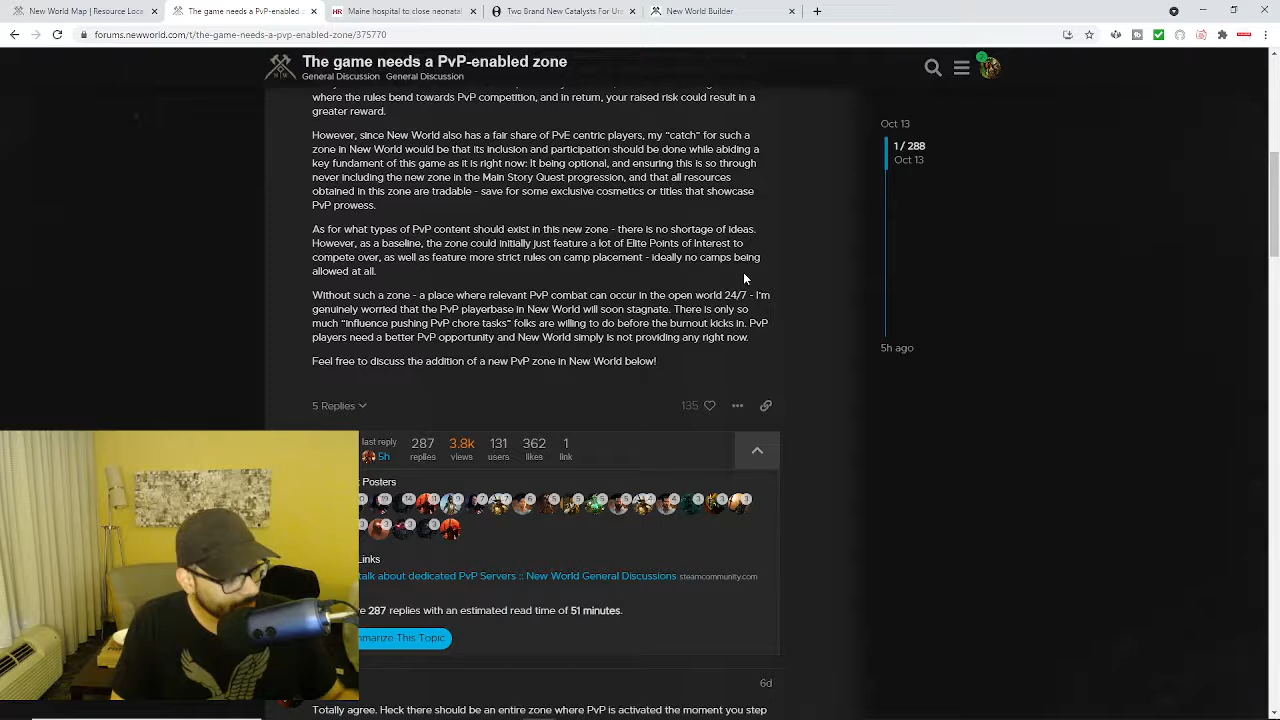 New World Map | Resource Loca
The game needs a PvP-enabled z
HR Maine hospital to close neonatal
Two Brand New Catalysts For Ur
New World Builder
forums.newworld.com/t/the-game-needs-a-pvp-enabled-zone/375770
The game needs a PvP-enabled zone
General Discussion General Discussion
where the rules bend towards PvP competition, and in return, your raised risk could result in a
greater reward.
However, since New World also has a fair share of PvE centric players, my “catch” for such a
zone in New World would be that its inclusion and participation should be done while abiding a
key fundament of this game as it is right now: It being optional, and ensuring this is so through
never including the new zone in the Main Story Quest progression, and that all resources
obtained in this zone are tradable - save for some exclusive cosmetics or titles that showcase
PvP prowess.
As for what types of PvP content should exist in this new zone - there is no shortage of ideas.
However, as a baseline, the zone could initially just feature a lot of Elite Points of Interest to
compete over, as well as feature more strict rules on camp placement - ideally no camps being
allowed at all.
Without such a zone - a place where relevant PvP combat can occur in the open world 24/7 - I'm
genuinely worried that the PvP playerbase in New World will soon stagnate. There is only so
much “influence pushing PvP chore tasks” folks are willing to do before the burnout kicks in. PvP
players need a better PvP opportunity and New World simply is not providing any right now.
Feel free to discuss the addition of a new PvP zone in New World below!
5 Replies
135
Oct 13
1 / 288
Oct 13
5h ago
last reply 287 3.8k 131 362 1
5h replies views users likes link
Posters
Links
talk about dedicated PvP Servers :: New World General Discussions steamcommunity.com
287 replies with an estimated read time of 51 minutes.
mmarize This Topic
6d
Totally agree. Heck there should be an entire zone where PvP is activated the moment you step